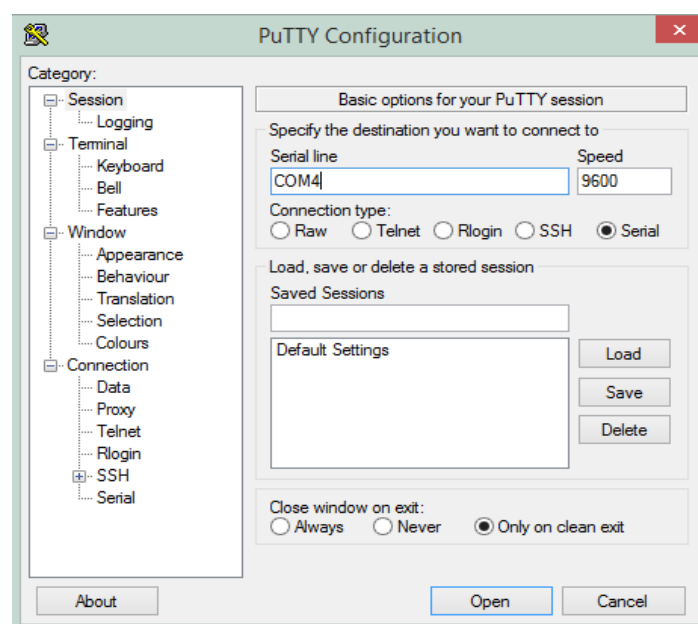 PuTTY Configuration
Category:
Session
Logging
Terminal
Keyboard
Bell
Features
Window
Appearance
Behaviour
Translation
Selection
Colours
Connection
Data
Proxy
Telnet
Rlogin
SSH
Serial
Basic options for your PuTTY session
Specify the destination you want to connect to
Serial line Speed
COM4 9600
Connection type:
Raw Telnet Rlogin SSH Serial
Load, save or delete a stored session
Saved Sessions
Default Settings
Load
Save
Delete
Close window on exit:
Always Never Only on clean exit
About Open Cancel